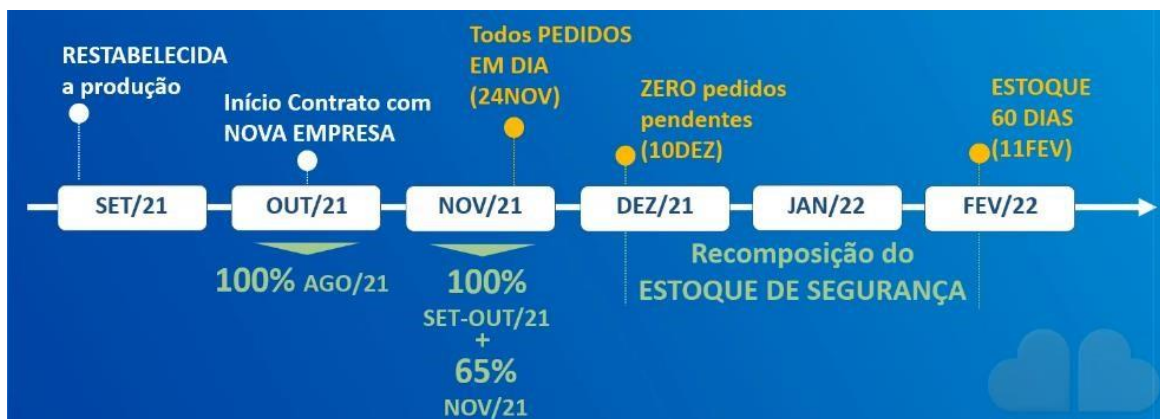 RESTABELECIDA
a produção
Início Contrato com
NOVA EMPRESA
Todos PEDIDOS
EM DIA
(24NOV)
ZERO pedidos
pendentes
(10DEZ)
ESTOQUE
60 DIAS
(11FEV)
SET/21
OUT/21
NOV/21
DEZ/21
JAN/22
FEV/22
100% AGO/21
100%
SET-OUT/21
+
65%
NOV/21
Recomposição do
ESTOQUE DE SEGURANÇA